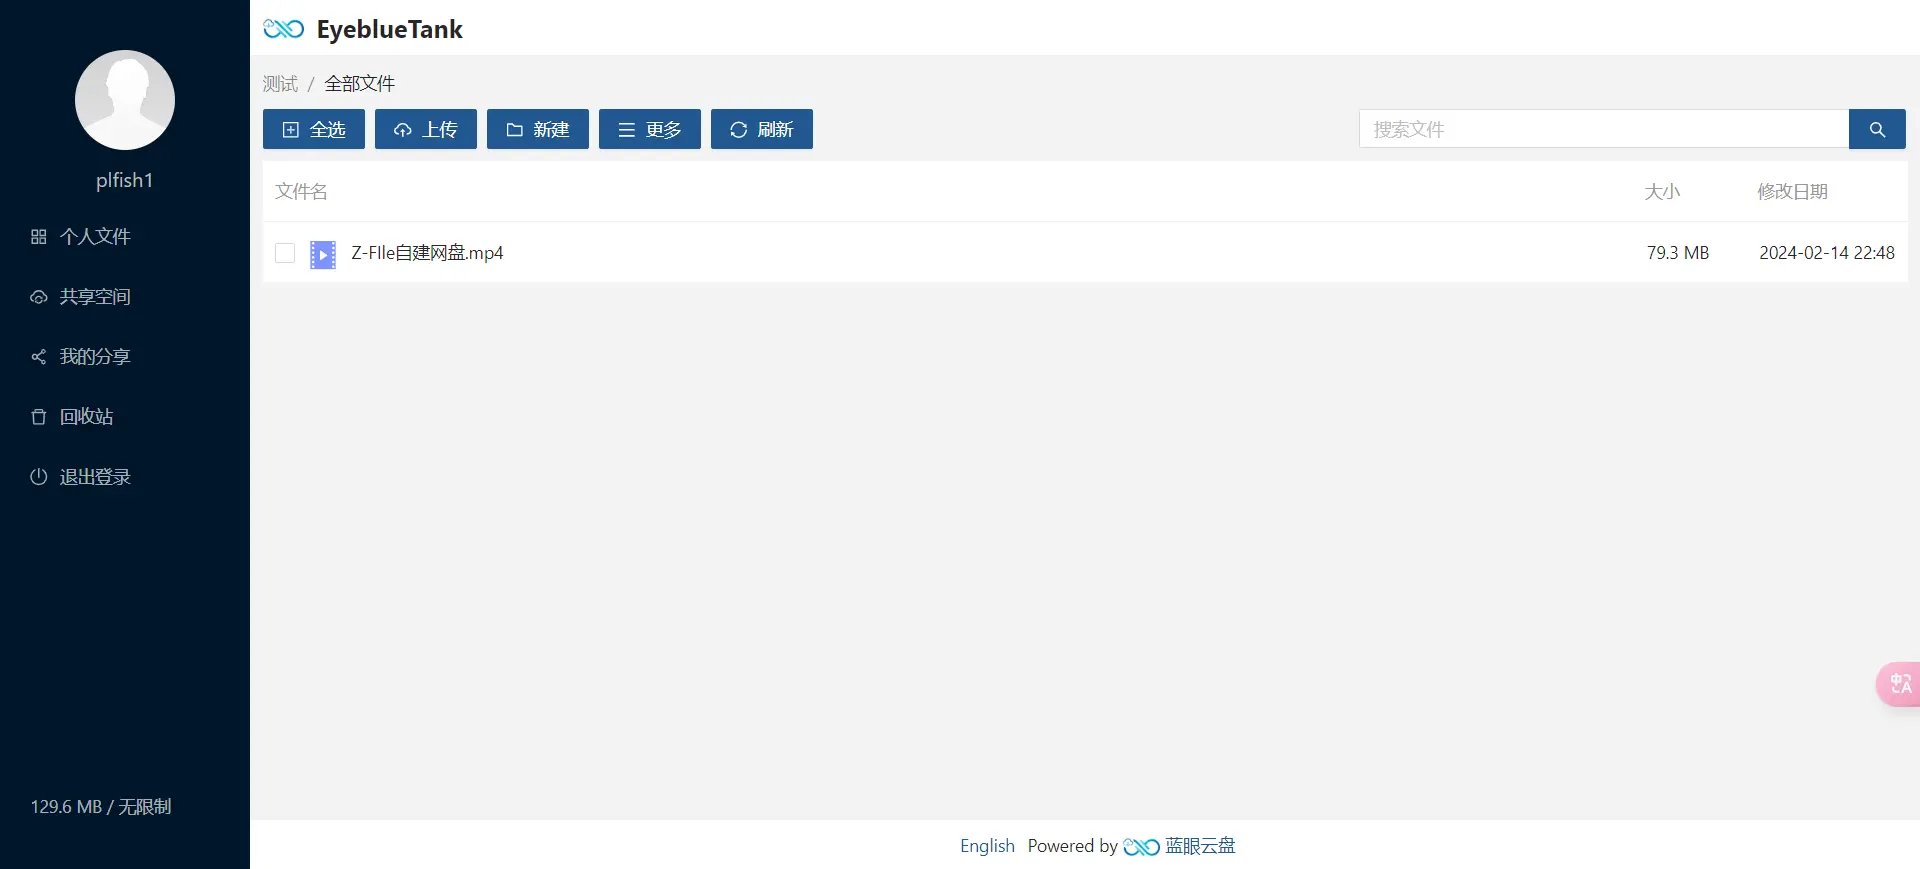 EyeblueTank
plfish1
个人文件
共享空间
我的分享
回收站
退出登录
129.6 MB / 无限制
测试 / 全部文件
全选 上传 新建 更多 刷新 搜索文件
文件名 大小 修改日期
Z-FIle自建网盘.mp4 79.3 MB 2024-02-14 22:48
中 A
English Powered by 蓝眼云盘